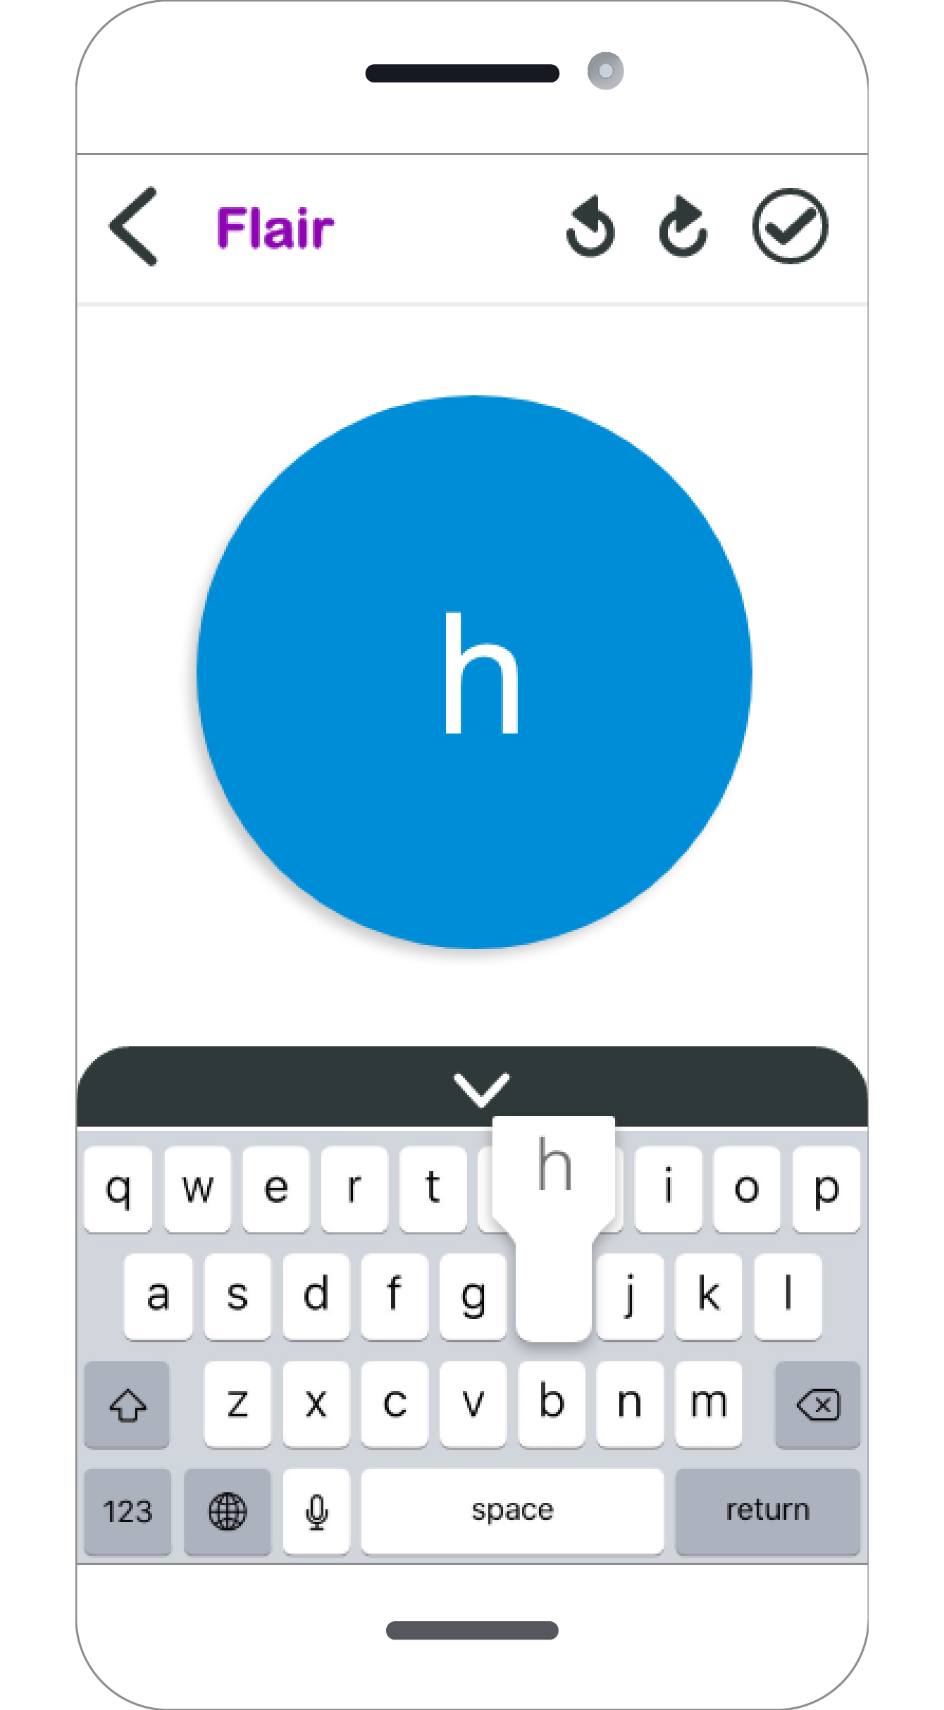 Flair
h
h
q w e r t i o p
a s d f g j k l
z x c v b n m
123 space return